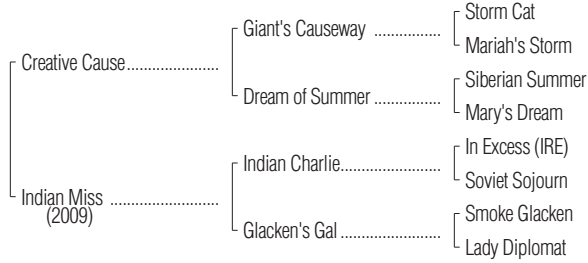 Storm Cat
Giant's Causeway ................
Mariah's Storm
Creative Cause.......................
Siberian Summer
Dream of Summer ................
Mary's Dream
In Excess (IRE)
Indian Charlie.........................
Soviet Sojourn
Indian Miss ...........................
(2009)
Smoke Glacken
Glacken's Gal ........................
Lady Diplomat